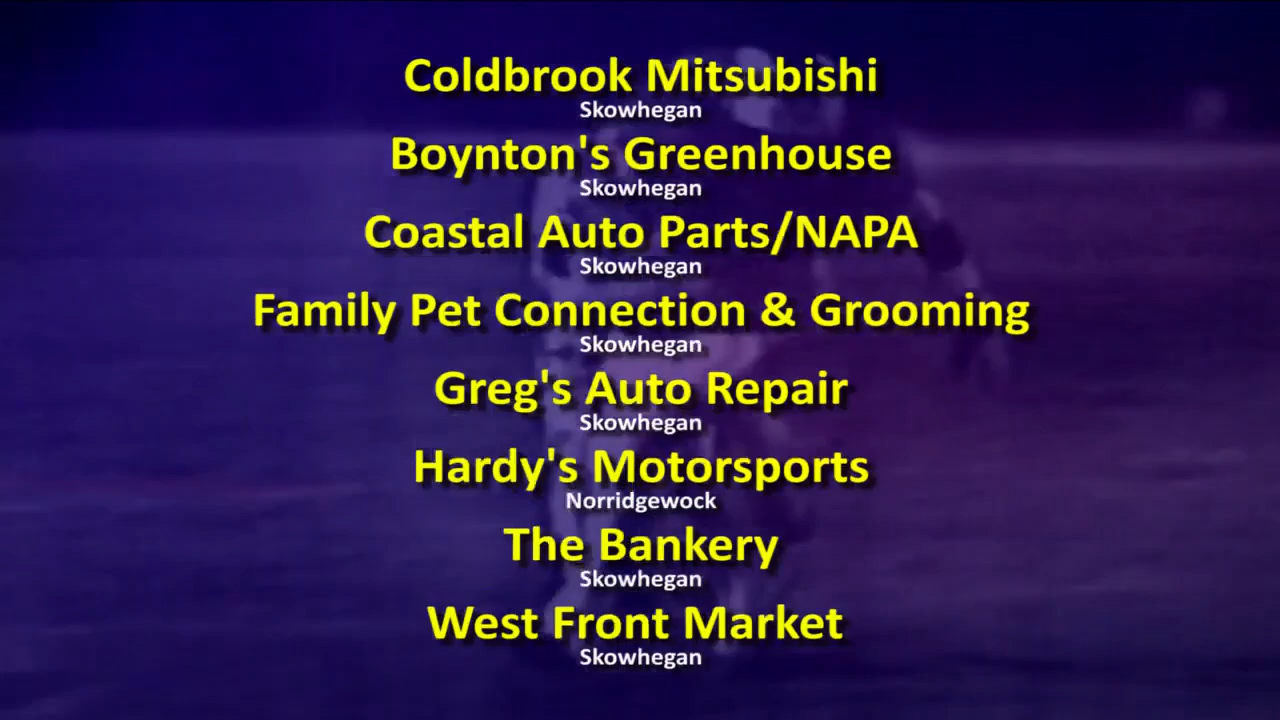 Coldbrook Mitsubishi
Skowhegan
Boynton's Greenhouse
Skowhegan
Coastal Auto Parts/NAPA
Skowhegan
Family Pet Connection & Grooming
Skowhegan
Greg's Auto Repair
Skowhegan
Hardy's Motorsports
Norridgewock
The Bankery
Skowhegan
West Front Market
Skowhegan